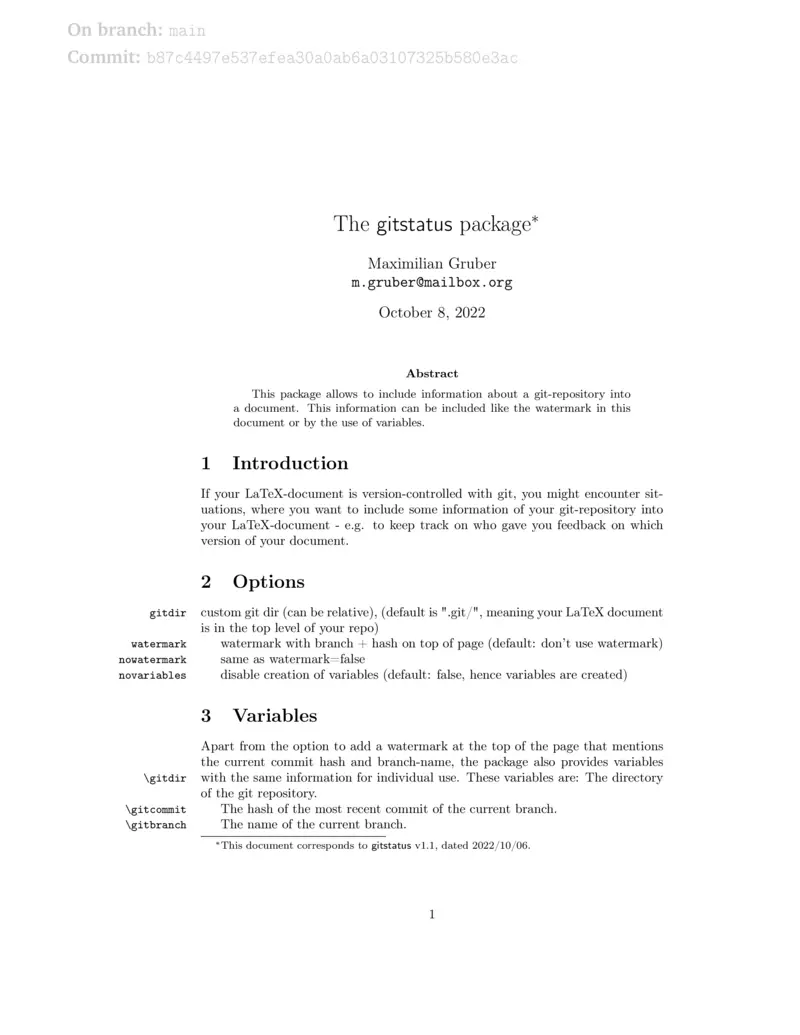 On branch: main
Commit: b87c4497e537efea30a0ab6a03107325b580e3ac
The gitstatus package*
Maximilian Gruber
m.gruber@mailbox.org
October 8, 2022
Abstract
This package allows to include information about a git-repository into
a document. This information can be included like the watermark in this
document or by the use of variables.
1 Introduction
If your LaTeX-document is version-controlled with git, you might encounter sit-
uations, where you want to include some information of your git-repository into
your LaTeX-document - e.g. to keep track on who gave you feedback on which
version of your document.
2 Options
gitdir custom git dir (can be relative), (default is ".git/", meaning your LaTeX document
is in the top level of your repo)
watermark watermark with branch + hash on top of page (default: don't use watermark)
nowatermark same as watermark=false
novariables disable creation of variables (default: false, hence variables are created)
3 Variables
Apart from the option to add a watermark at the top of the page that mentions
the current commit hash and branch-name, the package also provides variables
\gitdir with the same information for individual use. These variables are: The directory
of the git repository.
\gitcommit The hash of the most recent commit of the current branch.
\gitbranch The name of the current branch.
*This document corresponds to gitstatus v1.1, dated 2022/10/06.
1